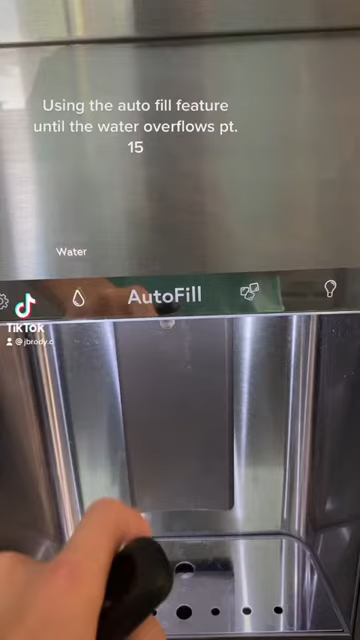 Using the auto fill feature
until the water overflows pt.
15
Water
AutoFill
TikTok
@jbrody.c